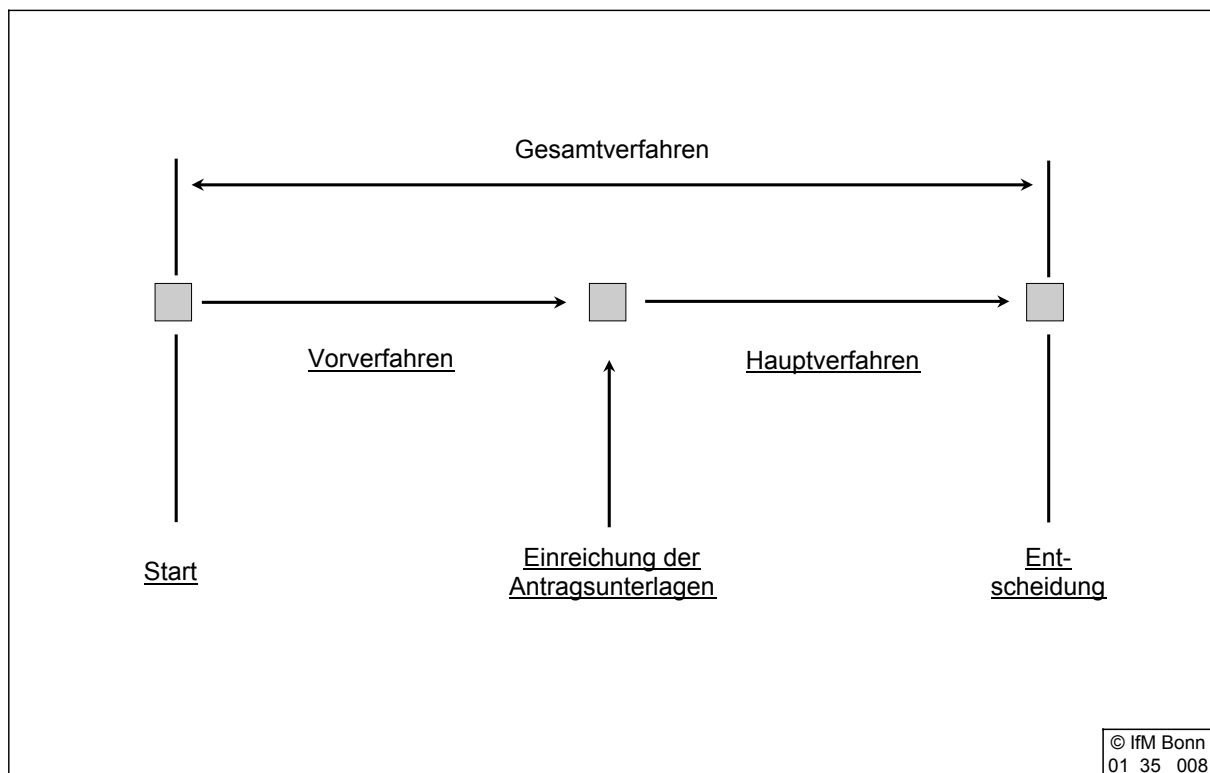 Gesamtverfahren
Vorverfahren
Hauptverfahren
Start
Einreichung der
Antragsunterlagen
Ent-
scheidung
© IfM Bonn
01 35 008